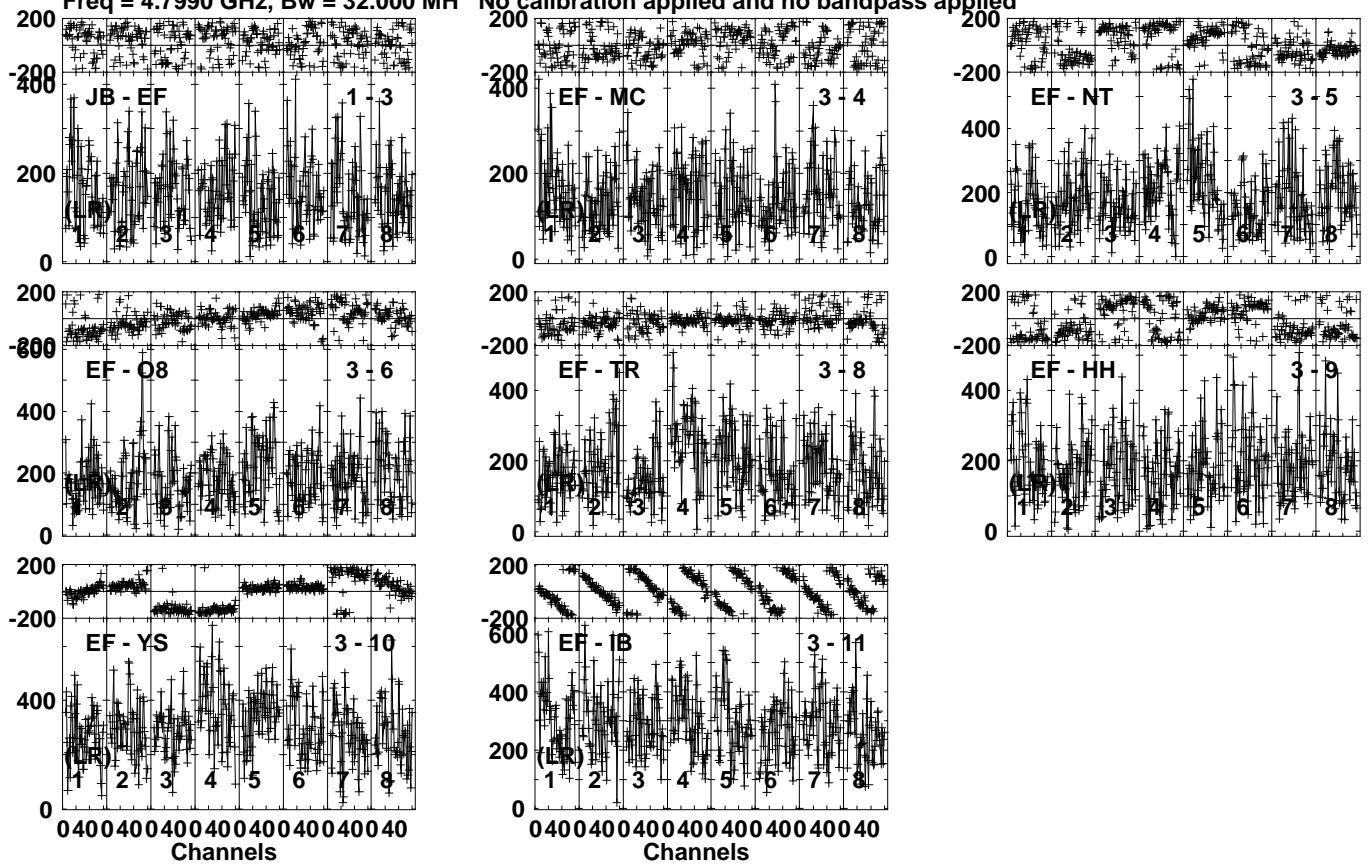 Freq = 4.7990 GHz, Bw = 32.000 MH No calibration applied and no bandpass applied
200 200 200
-200 -200 -200
400 400
JB - EF 1 - 3 EF - MC 3 - 4 EF - NT 3 - 5
400
200 200 200
(LR) (LR) (LR)
1 2 3 4 5 6 7 8 1 2 3 4 5 6 7 8 1 2 3 4 5 6 7 8
0 0 0
200 200 200
-200 -200 -200
600
EF - O8 3 - 6 EF - TR 3 - 8 EF - HH 3 - 9
400 400 400
200 200 200
(LR) (LR) (LR)
1 2 3 4 5 6 7 8 1 2 3 4 5 6 7 8 1 2 3 4 5 6 7 8
0 0 0
200 200
-200 -200
600
EF - YS 3 - 10 EF - IB 3 - 11
400 400
200
(LR) (LR)
1 2 3 4 5 6 7 8 1 2 3 4 5 6 7 8
0 0
0 40 0 40 0 40 0 40 0 40 0 40 0 40 0 40 0 40 0 40 0 40 0 40 0 40 0 40 0 40 0 40
Channels Channels